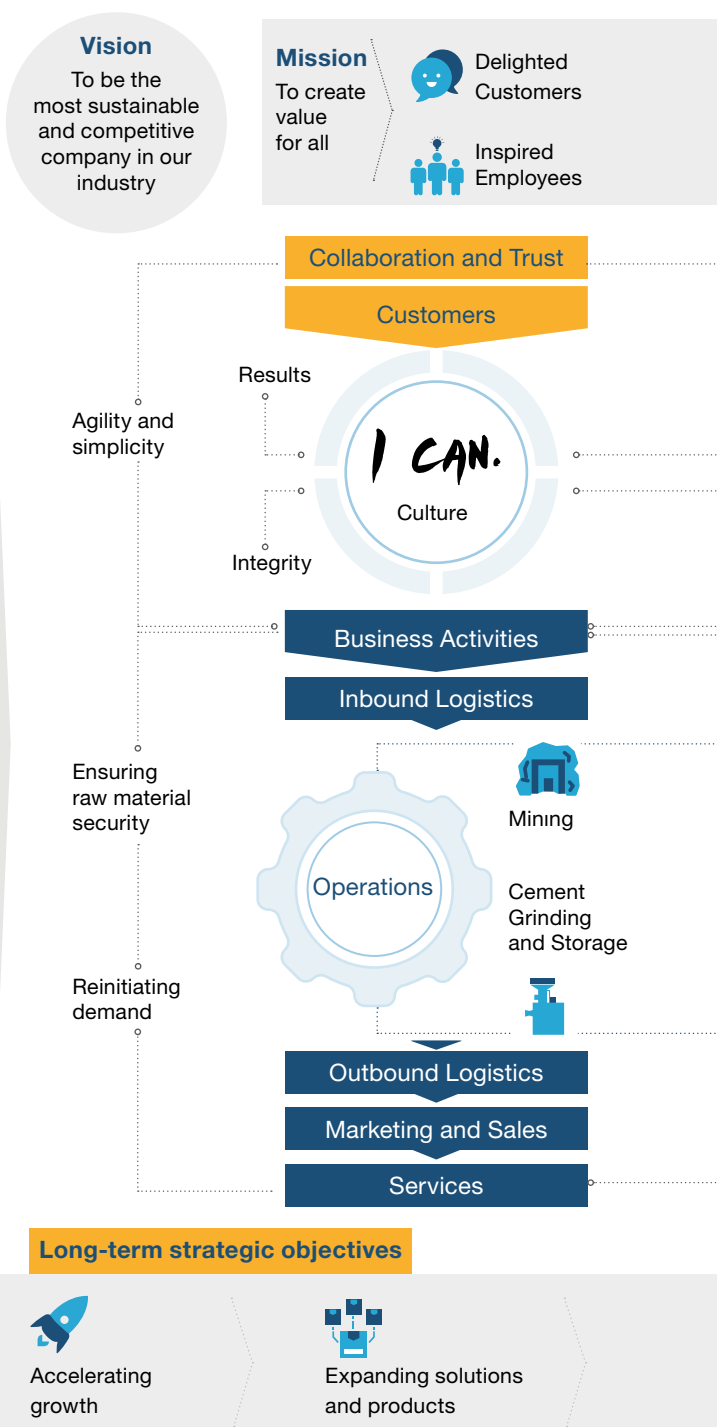 Vision
To be the
most sustainable
and competitive
company in our
industry
Mission
To create
value
for all
Delighted
Customers
Inspired
Employees
Collaboration and Trust
Customers
Results
Agility and
simplicity
I CAN.
Culture
Integrity
Business Activities
Inbound Logistics
Ensuring
raw material
security
Mining
Operations
Cement
Grinding
and Storage
Reinitiating
demand
Outbound Logistics
Marketing and Sales
Services
Long-term strategic objectives
Accelerating
growth
Expanding solutions
and products